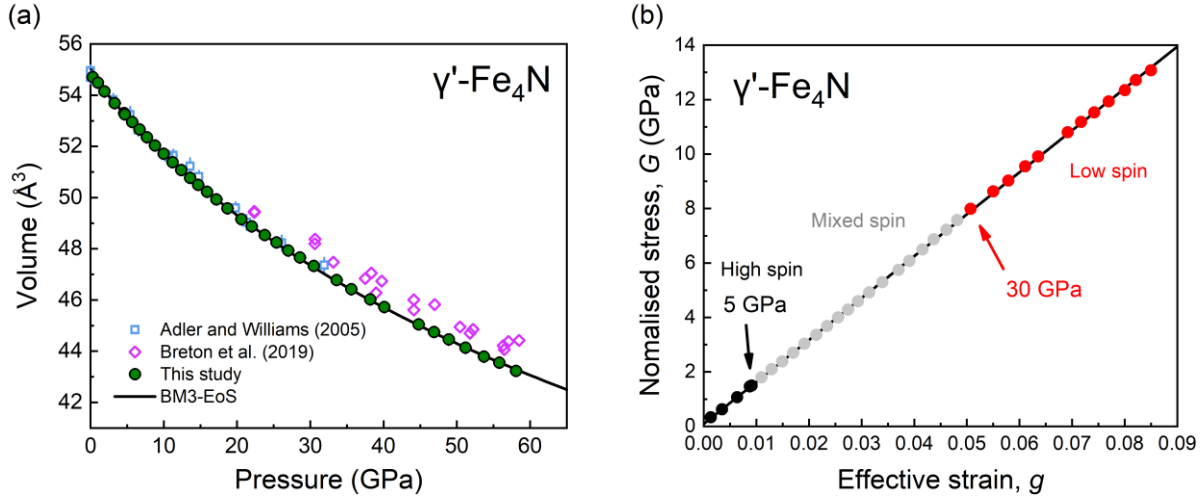 (a)
γ'-Fe₄N
56
54
52
50
48
46
44
42
Volume (Å³)
Adler and Williams (2005)
Breton et al. (2019)
This study
BM3-EoS
0 10 20 30 40 50 60
Pressure (GPa)
(b)
γ'-Fe₄N
14
12
10
8
6
4
2
0
Nomalised stress, G (GPa)
Low spin
Mixed spin
High spin
5 GPa
30 GPa
0.00 0.01 0.02 0.03 0.04 0.05 0.06 0.07 0.08 0.09
Effective strain, g